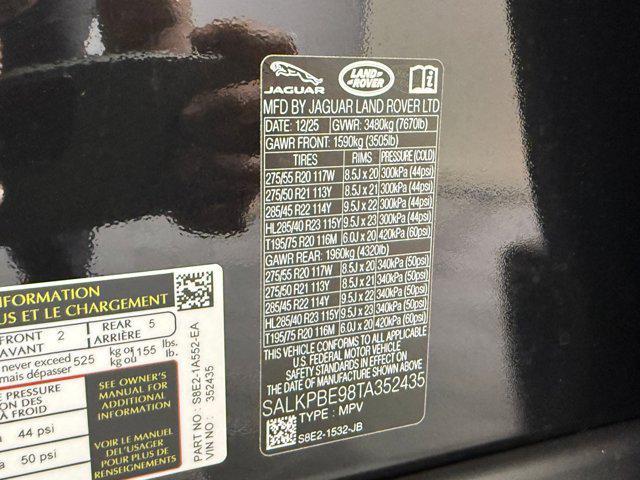 JAGUAR
LAND ROVER
MFD BY JAGUAR LAND ROVER LTD
DATE: 12/25 GVWR: 3480kg (7670lb)
GAWR FRONT: 1590kg (3505lb)
TIRES RIMS PRESSURE (COLD)
275/55 R20 117W 8.5J x 20 300kPa (44psi)
275/50 R21 113Y 8.5J x 21 300kPa (44psi)
285/45 R22 114Y 9.5J x 22 300kPa (44psi)
HL285/40 R23 115Y 9.5J x 23 300kPa (44psi)
T195/75 R20 116M 6.0J x 20 420kPa (60psi)
GAWR REAR: 1960kg (4320lb)
275/55 R20 117W 8.5J x 20 340kPa (50psi)
275/50 R21 113Y 8.5J x 21 340kPa (50psi)
285/45 R22 114Y 9.5J x 22 340kPa (50psi)
HL285/40 R23 115Y 9.5J x 23 340kPa (50psi)
T195/75 R20 116M 6.0J x 20 420kPa (60psi)
THIS VEHICLE CONFORMS TO ALL APPLICABLE
U.S FEDERAL MOTOR VEHICLE
SAFETY STANDARDS IN EFFECT ON
THE DATE OF MANUFACTURE SHOWN ABOVE
SALKPBE98TA352435
TYPE: MPV
S8E2-1532-JB
INFORMATION
US ET LE CHARGEMENT
FRONT 2 REAR 5
AVANT ARRIÈRE
never exceed 525 kg or 155 lbs.
mais dépasser kg ou lb.
E PRESSURE
ON DES
À FROID
44 psi
50 psi
SEE OWNER'S
MANUAL FOR
ADDITIONAL
INFORMATION
VOIR LE MANUEL
DE L'USAGER
POUR PLUS DE
RENSEIGNEMENTS
PART NO: S8E2-1A552-EA
VIN NO: 352435